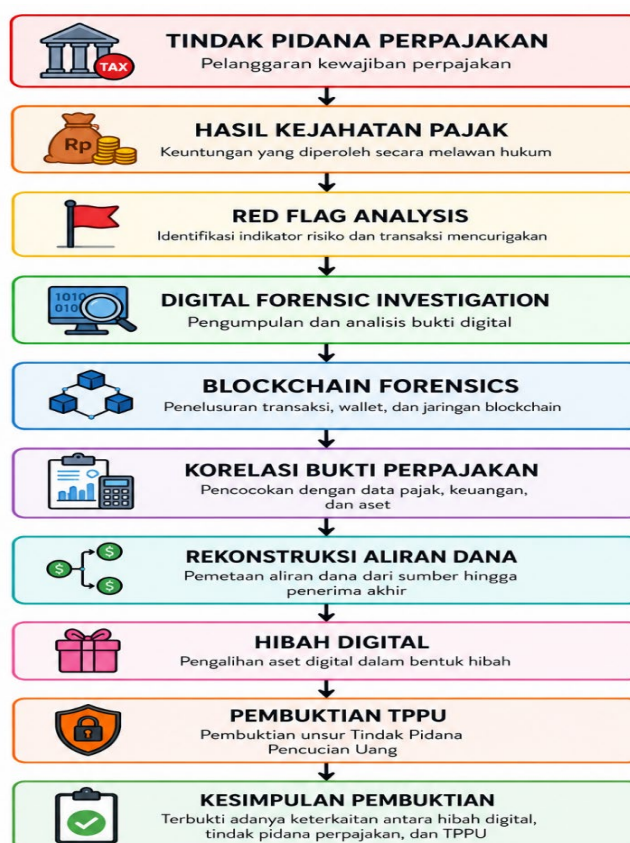 TINDAK PIDANA PERPAJAKAN
Pelanggaran kewajiban perpajakan
TAX
HASIL KEJAHATAN PAJAK
Keuntungan yang diperoleh secara melawan hukum
Rp
RED FLAG ANALYSIS
Identifikasi indikator risiko dan transaksi mencurigakan
DIGITAL FORENSIC INVESTIGATION
Pengumpulan dan analisis bukti digital
1010
010
BLOCKCHAIN FORENSICS
Penelusuran transaksi, wallet, dan jaringan blockchain
KORELASI BUKTI PERPAJAKAN
Pencocokan dengan data pajak, keuangan,
dan aset
REKONSTRUKSI ALIRAN DANA
Pemetaan aliran dana dari sumber hingga
penerima akhir
$
$
$
HIBAH DIGITAL
Pengalihan aset digital dalam bentuk hibah
PEMBUKTIAN TPPU
Pembuktian unsur Tindak Pidana
Pencucian Uang
KESIMPULAN PEMBUKTIAN
Terbukti adanya keterkaitan antara hibah digital,
tindak pidana perpajakan, dan TPPU